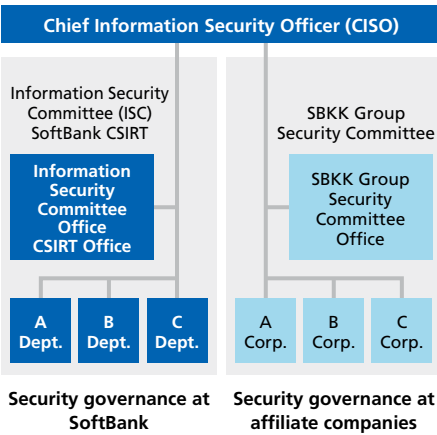 Chief Information Security Officer (CISO)
Information Security
Committee (ISC)
SoftBank CSIRT
Information
Security
Committee
Office
CSIRT Office
A
Dept.
B
Dept.
C
Dept.
Security governance at
SoftBank
SBKK Group
Security Committee
SBKK Group
Security
Committee
Office
A
Corp.
B
Corp.
C
Corp.
Security governance at
affiliate companies